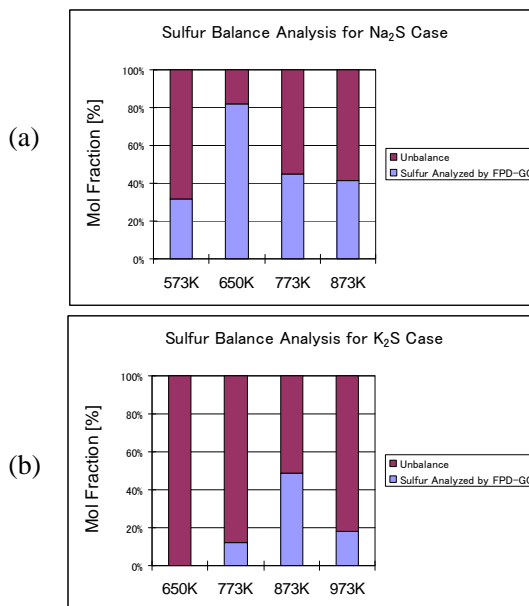 (a)
Sulfur Balance Analysis for Na₂S Case
Mol Fraction [%]
100%
80%
60%
40%
20%
0%
573K 650K 773K 873K
Unbalance
Sulfur Analyzed by FPD-GC
(b)
Sulfur Balance Analysis for K₂S Case
Mol Fraction [%]
100%
80%
60%
40%
20%
0%
650K 773K 873K 973K
Unbalance
Sulfur Analyzed by FPD-GC